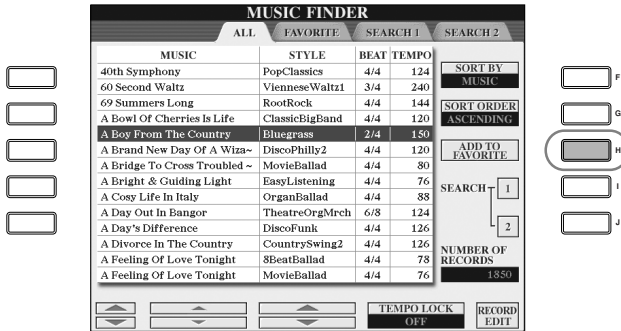 MUSIC FINDER
ALL FAVORITE SEARCH 1 SEARCH 2
MUSIC STYLE BEAT TEMPO
40th Symphony PopClassics 4/4 124
60 Second Waltz VienneseWaltz1 3/4 240
69 Summers Long RootRock 4/4 144
A Bowl Of Cherries Is Life ClassicBigBand 4/4 120
A Boy From The Country Bluegrass 2/4 150
A Brand New Day Of A Wiza~ DiscoPhilly2 4/4 120
A Bridge To Cross Troubled ~ MovieBallad 4/4 80
A Bright & Guiding Light EasyListening 4/4 76
A Cosy Life In Italy OrganBallad 4/4 88
A Day Out In Bangor TheatreOrgMrch 6/8 124
A Day's Difference DiscoFunk 4/4 126
A Divorce In The Country CountrySwing2 4/4 126
A Feeling Of Love Tonight 8BeatBallad 4/4 78
A Feeling Of Love Tonight MovieBallad 4/4 76
SORT BY
MUSIC
SORT ORDER
ASCENDING
ADD TO
FAVORITE
SEARCH 1
2
NUMBER OF
RECORDS
1850
TEMPO LOCK
OFF
RECORD
EDIT
F
G
H
I
J